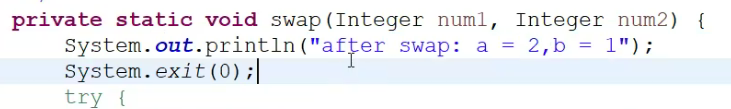 private static void swap(Integer num1, Integer num2) {
System.out.println("after swap: a = 2,b = 1");
System.exit(0);
try {